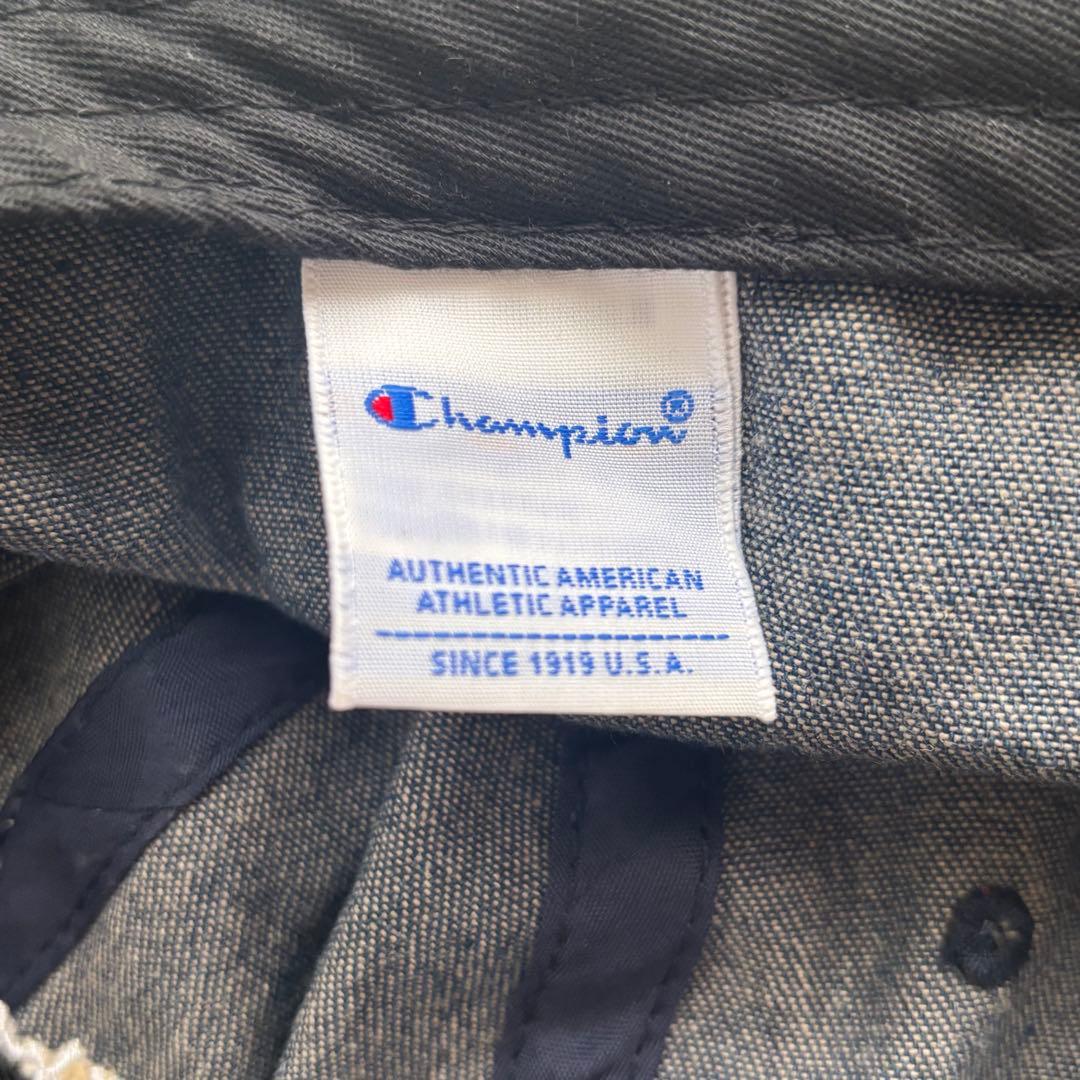 Champion®
AUTHENTIC AMERICAN
ATHLETIC APPAREL
SINCE 1919 U.S.A.